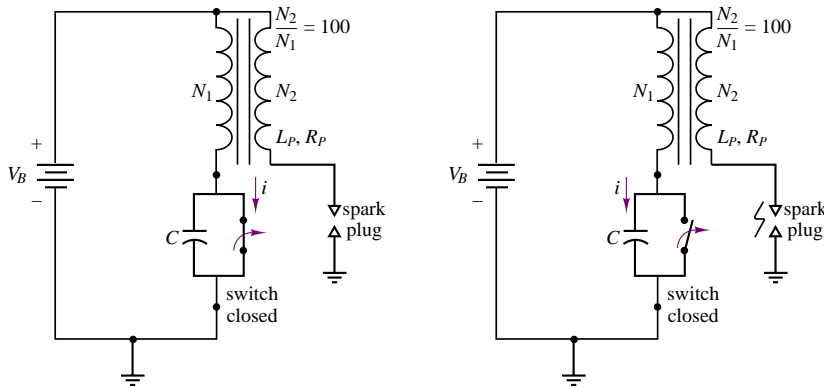 N2/N1 = 100
N1
N2
LP, RP
+
VB
−
i
C
spark
plug
switch
closed
N2/N1 = 100
N1
N2
LP, RP
+
VB
−
i
C
spark
plug
switch
closed